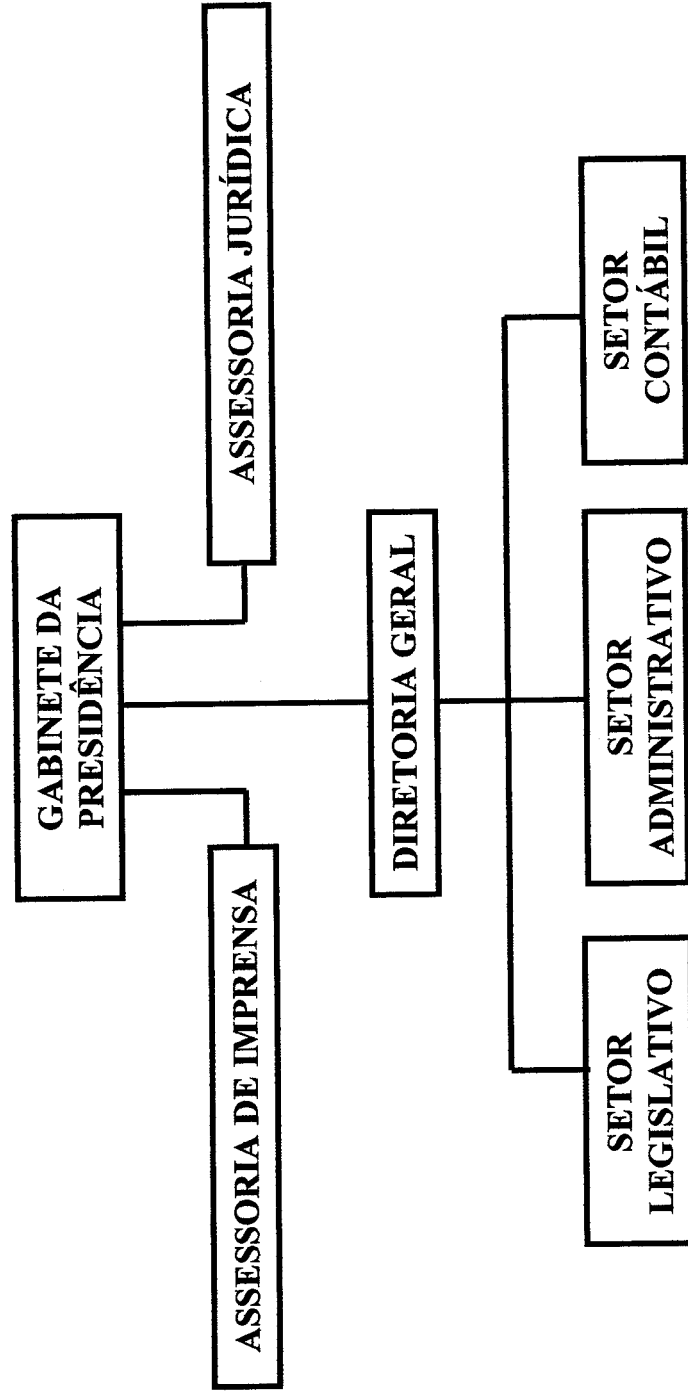 GABINETE DA
PRESIDÊNCIA
ASSESSORIA DE IMPRENSA
ASSESSORIA JURÍDICA
DIRETORIA GERAL
SETOR
LEGISLATIVO
SETOR
ADMINISTRATIVO
SETOR
CONTÁBIL